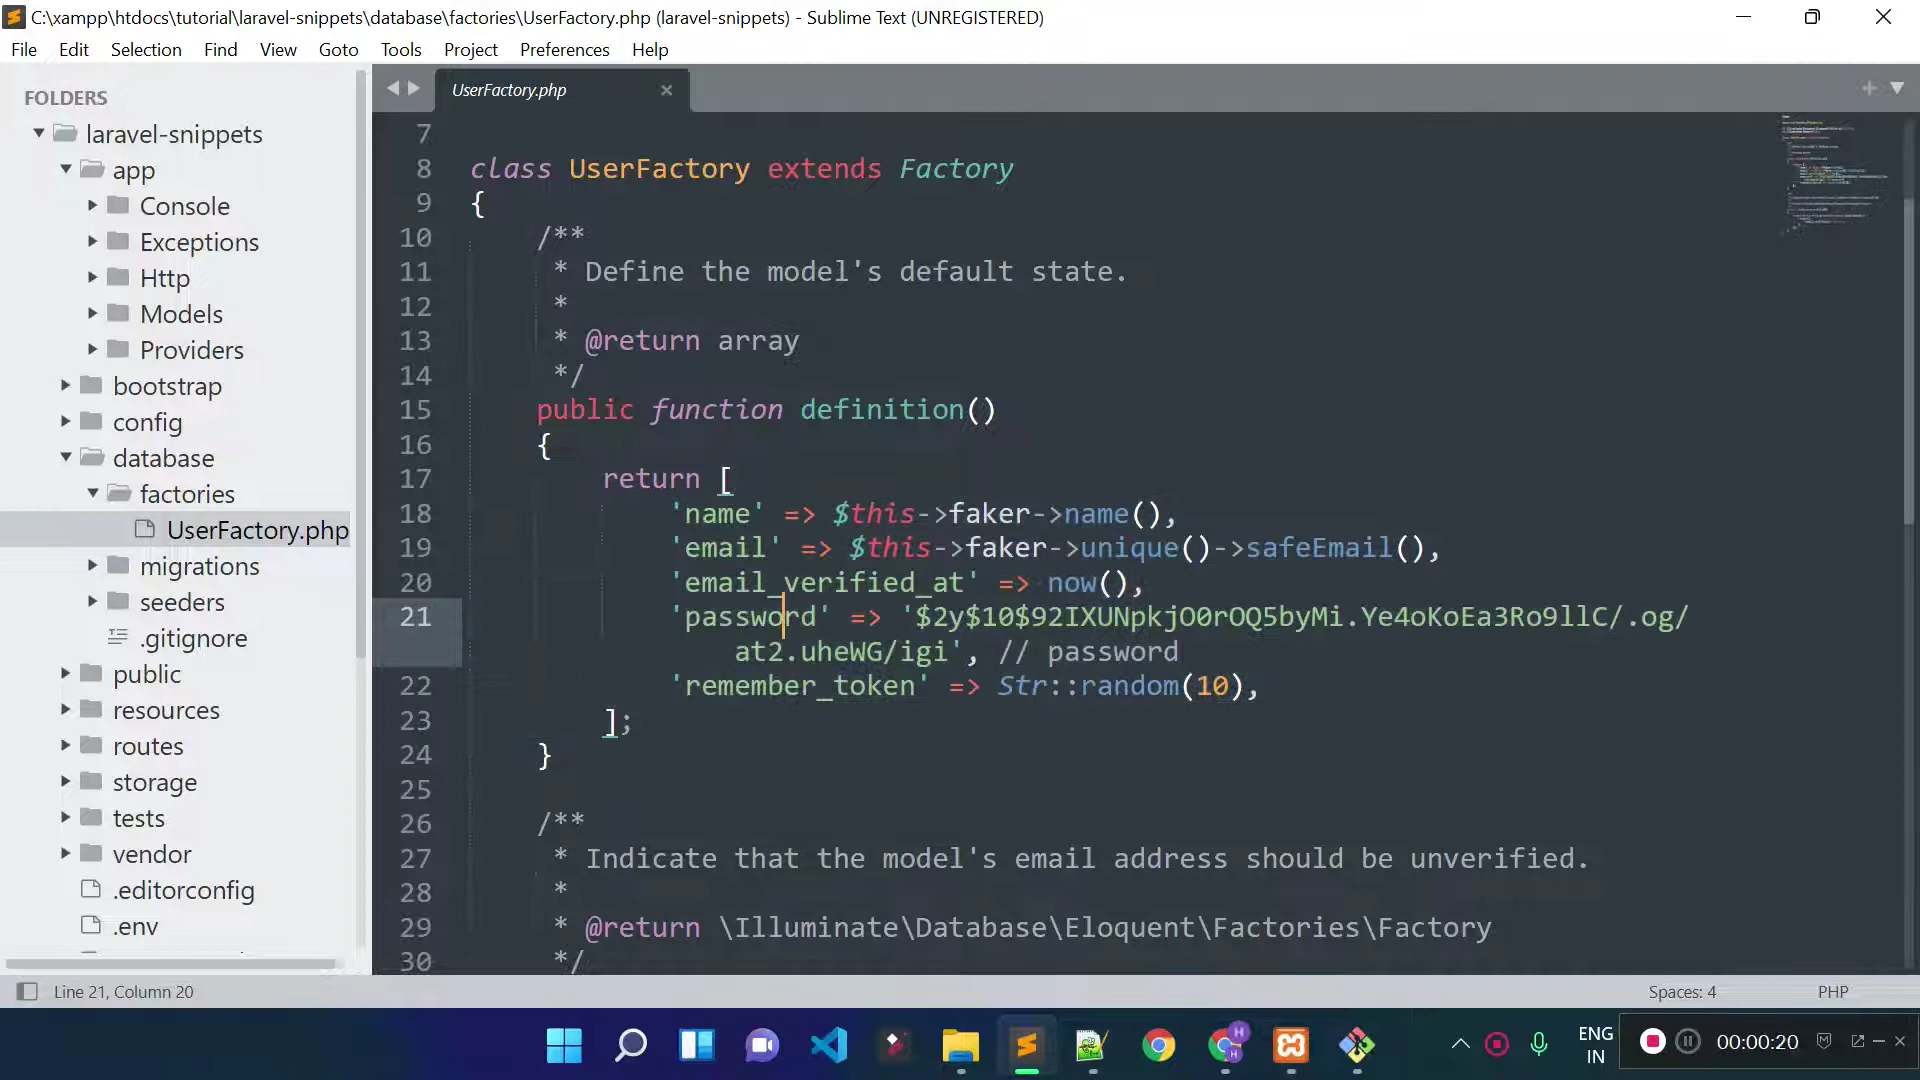 C:\xampp\htdocs\tutorial\laravel-snippets\database\factories\UserFactory.php (laravel-snippets) - Sublime Text (UNREGISTERED)
File Edit Selection Find View Goto Tools Project Preferences Help
FOLDERS
laravel-snippets
app
Console
Exceptions
Http
Models
Providers
bootstrap
config
database
factories
UserFactory.php
migrations
seeders
.gitignore
public
resources
routes
storage
tests
vendor
.editorconfig
.env
UserFactory.php
7
8 class UserFactory extends Factory
9 {
10 /**
11 * Define the model's default state.
12 *
13 * @return array
14 */
15 public function definition()
16 {
17 return [
18 'name' => $this->faker->name(),
19 'email' => $this->faker->unique()->safeEmail(),
20 'email_verified_at' => now(),
21 'password' => '$2y$10$92IXUNpkjO0rOQ5byMi.Ye4oKoEa3Ro9llC/.og/
at2.uheWG/igi', // password
22 'remember_token' => Str::random(10),
23 ];
24 }
25
26 /**
27 * Indicate that the model's email address should be unverified.
28 *
29 * @return \Illuminate\Database\Eloquent\Factories\Factory
30 */
Line 21, Column 20
Spaces: 4
PHP
H
H
ENG
IN
00:00:20